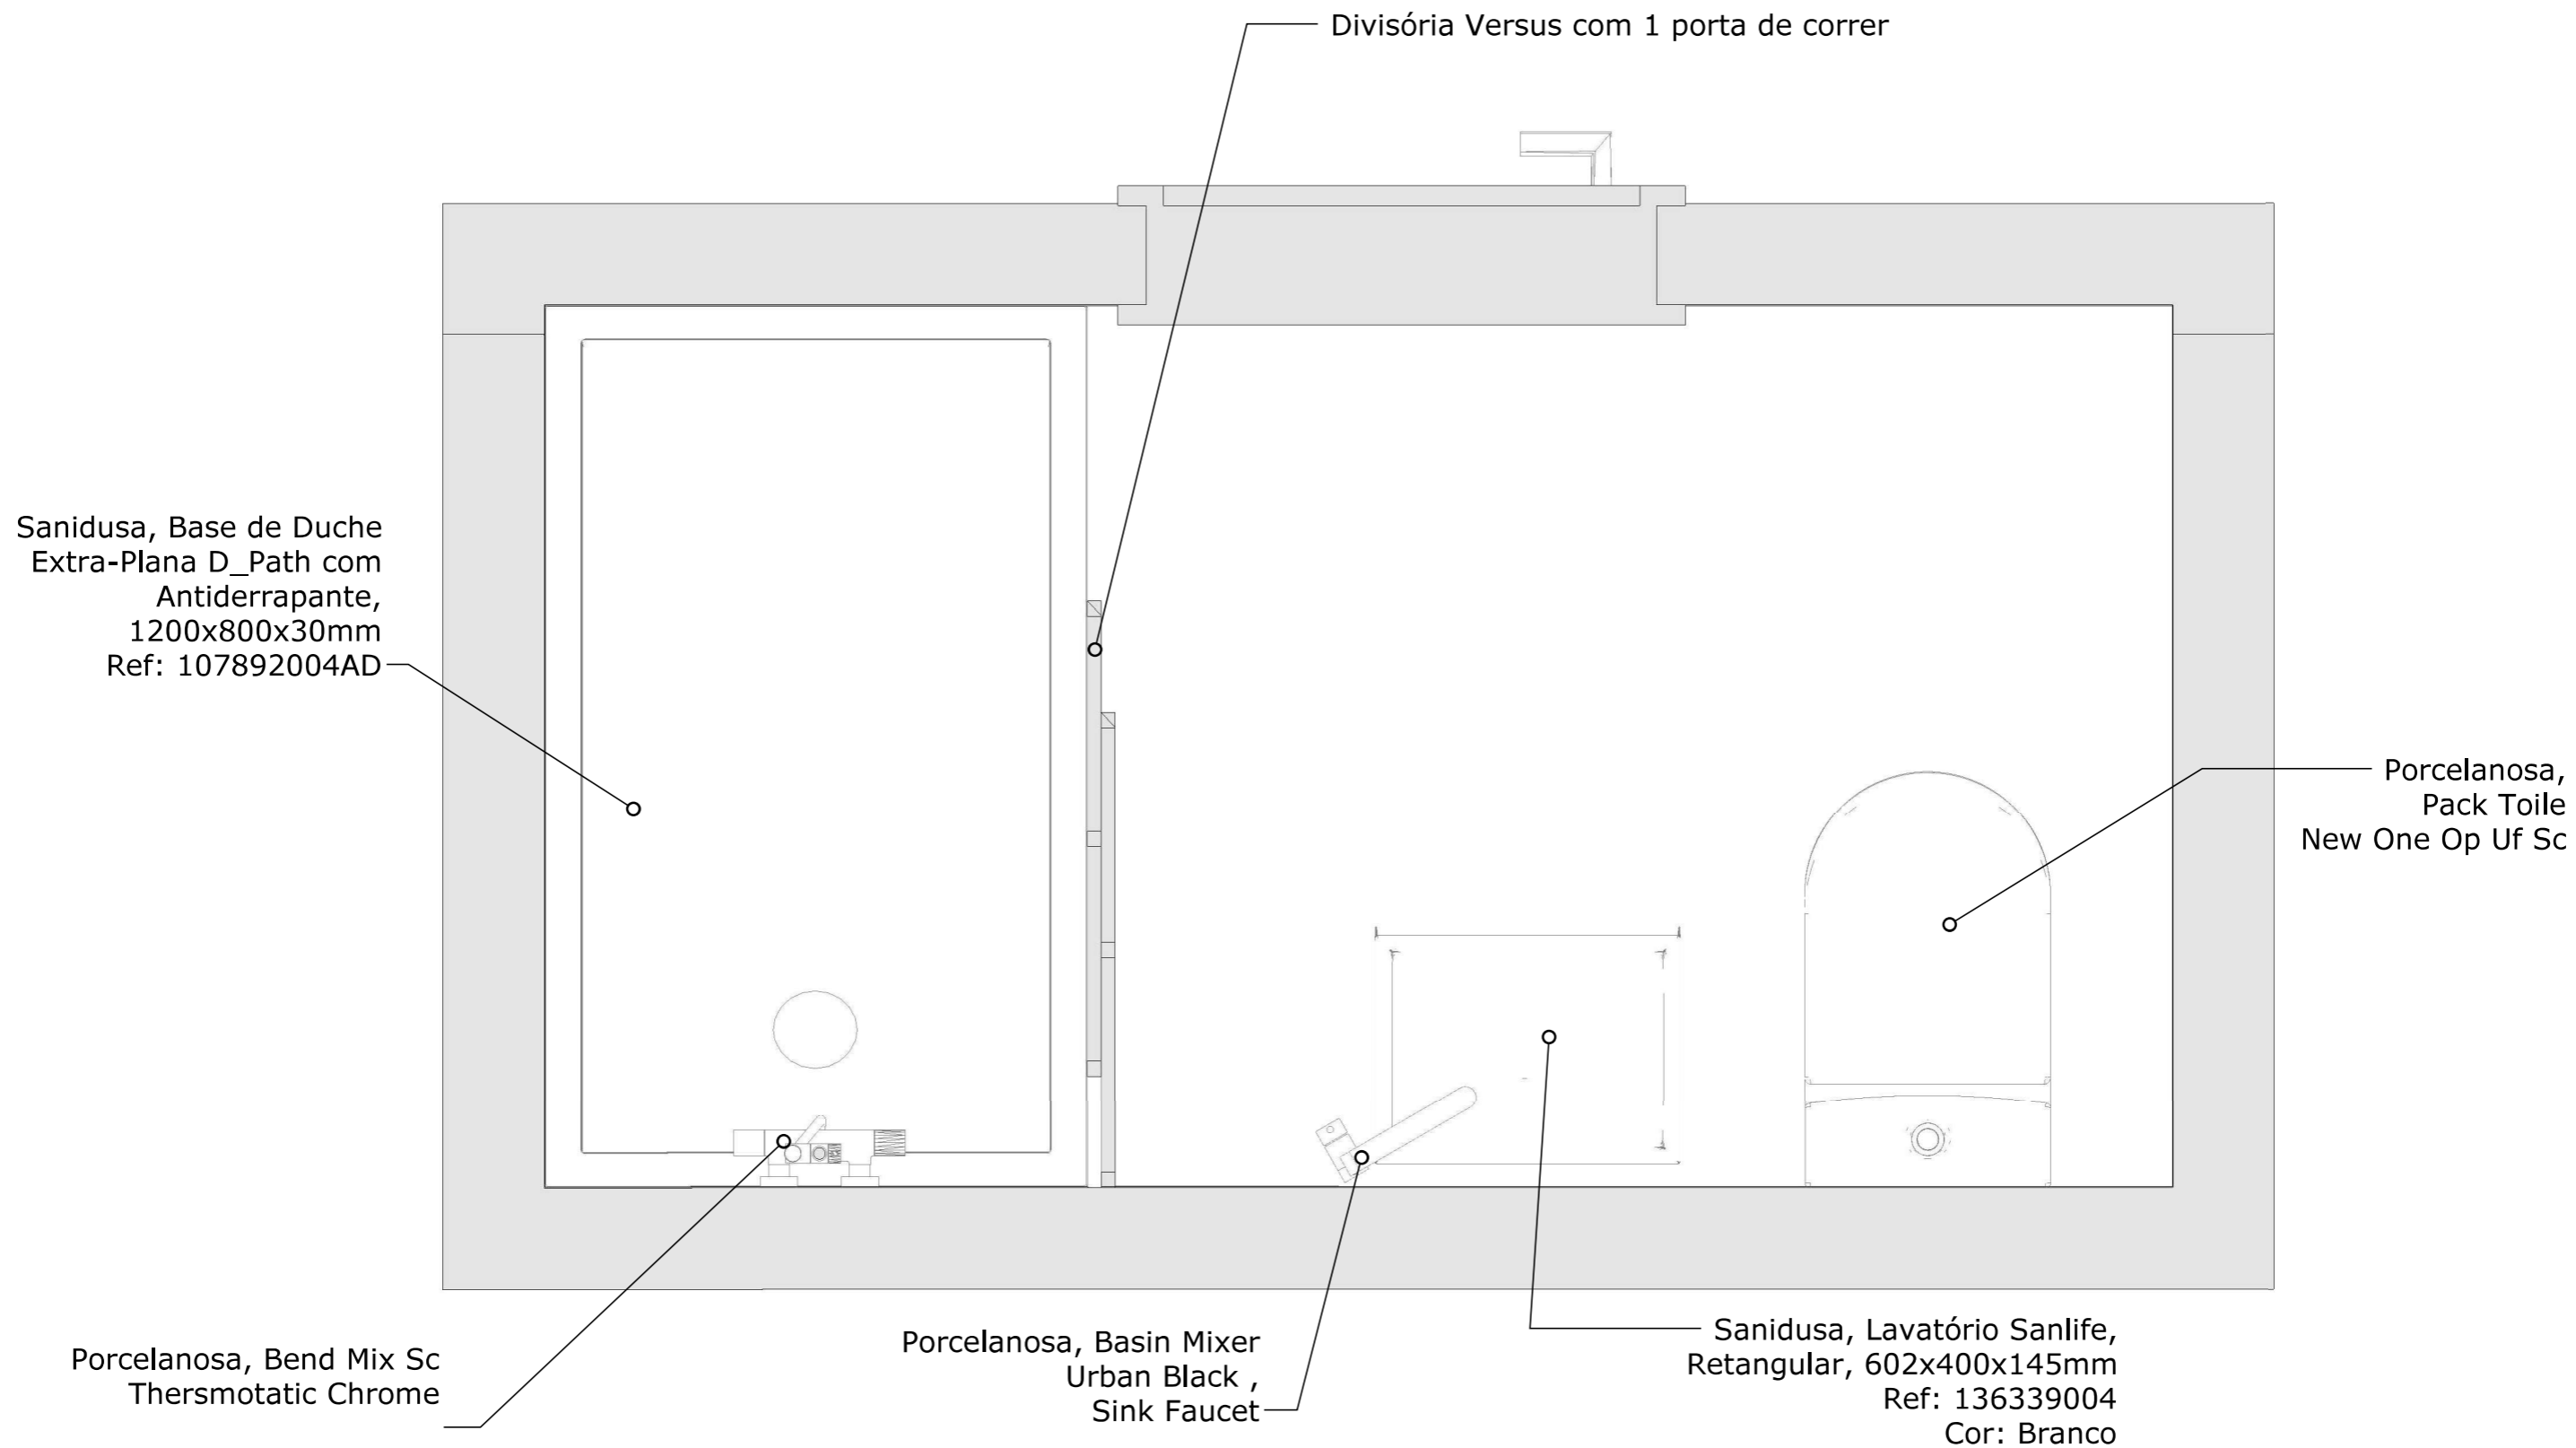 Divisória Versus com 1 porta de correr
Sanidusa, Base de Duche
Extra-Plana D_Path com
Antiderrapante,
1200x800x30mm
Ref: 107892004AD
Porcelanosa,
Pack Toile
New One Op Uf Sc
Porcelanosa, Bend Mix Sc
Thersmotatic Chrome
Porcelanosa, Basin Mixer
Urban Black ,
Sink Faucet
Sanidusa, Lavatório Sanlife,
Retangular, 602x400x145mm
Ref: 136339004
Cor: Branco